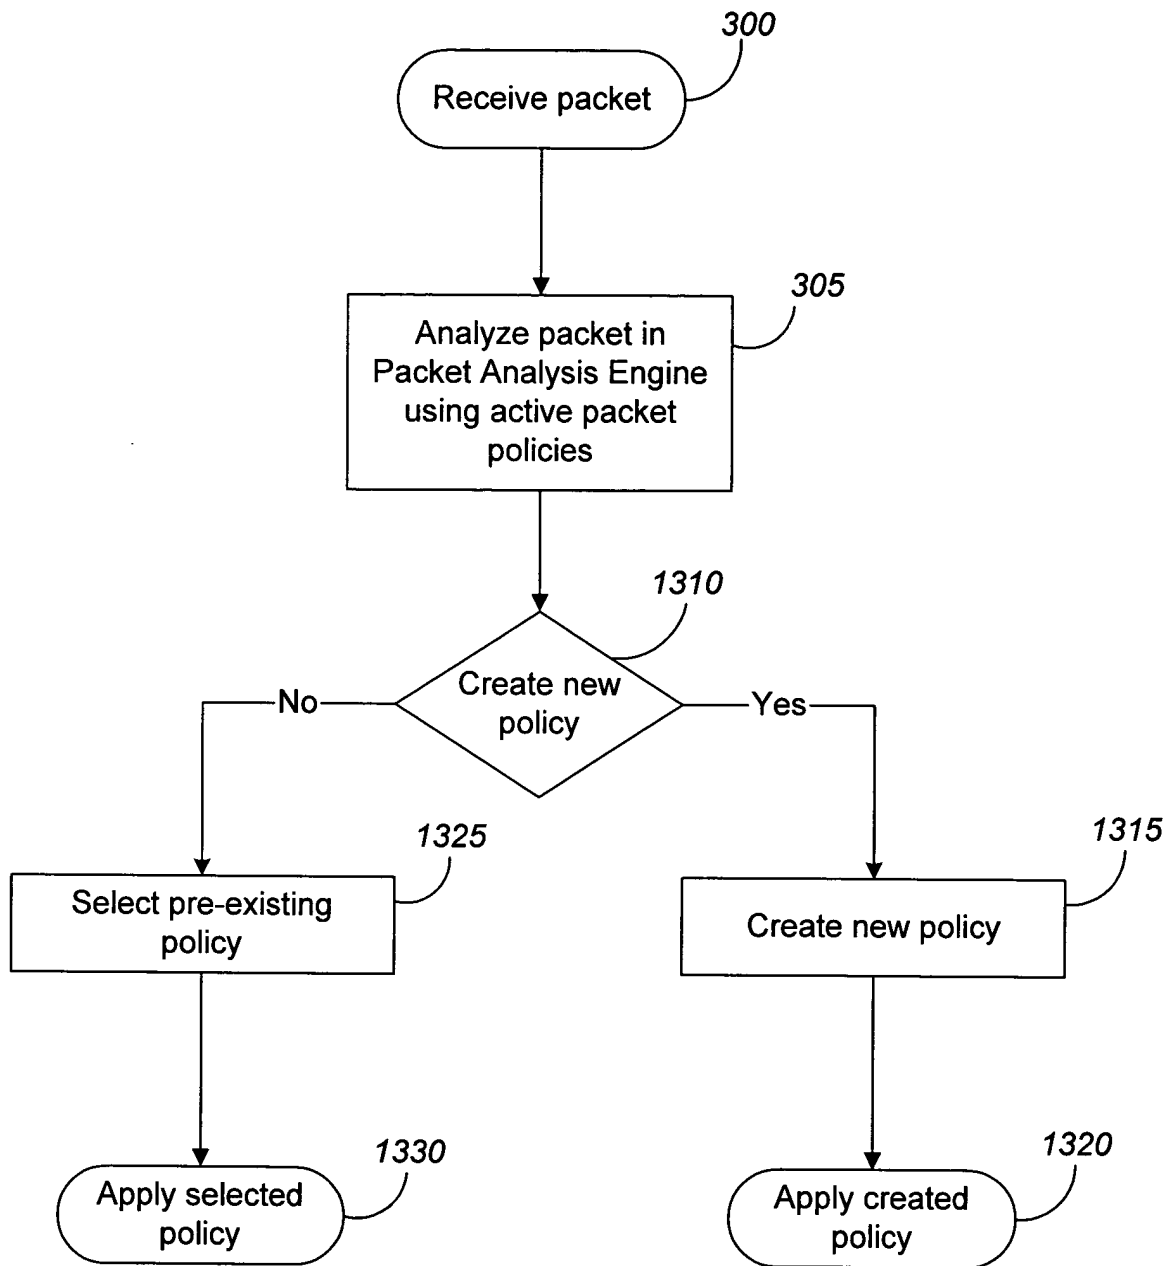 300
Receive packet
305
Analyze packet in
Packet Analysis Engine
using active packet
policies
1310
Create new
policy
No
Yes
1325
Select pre-existing
policy
1315
Create new policy
1330
Apply selected
policy
1320
Apply created
policy